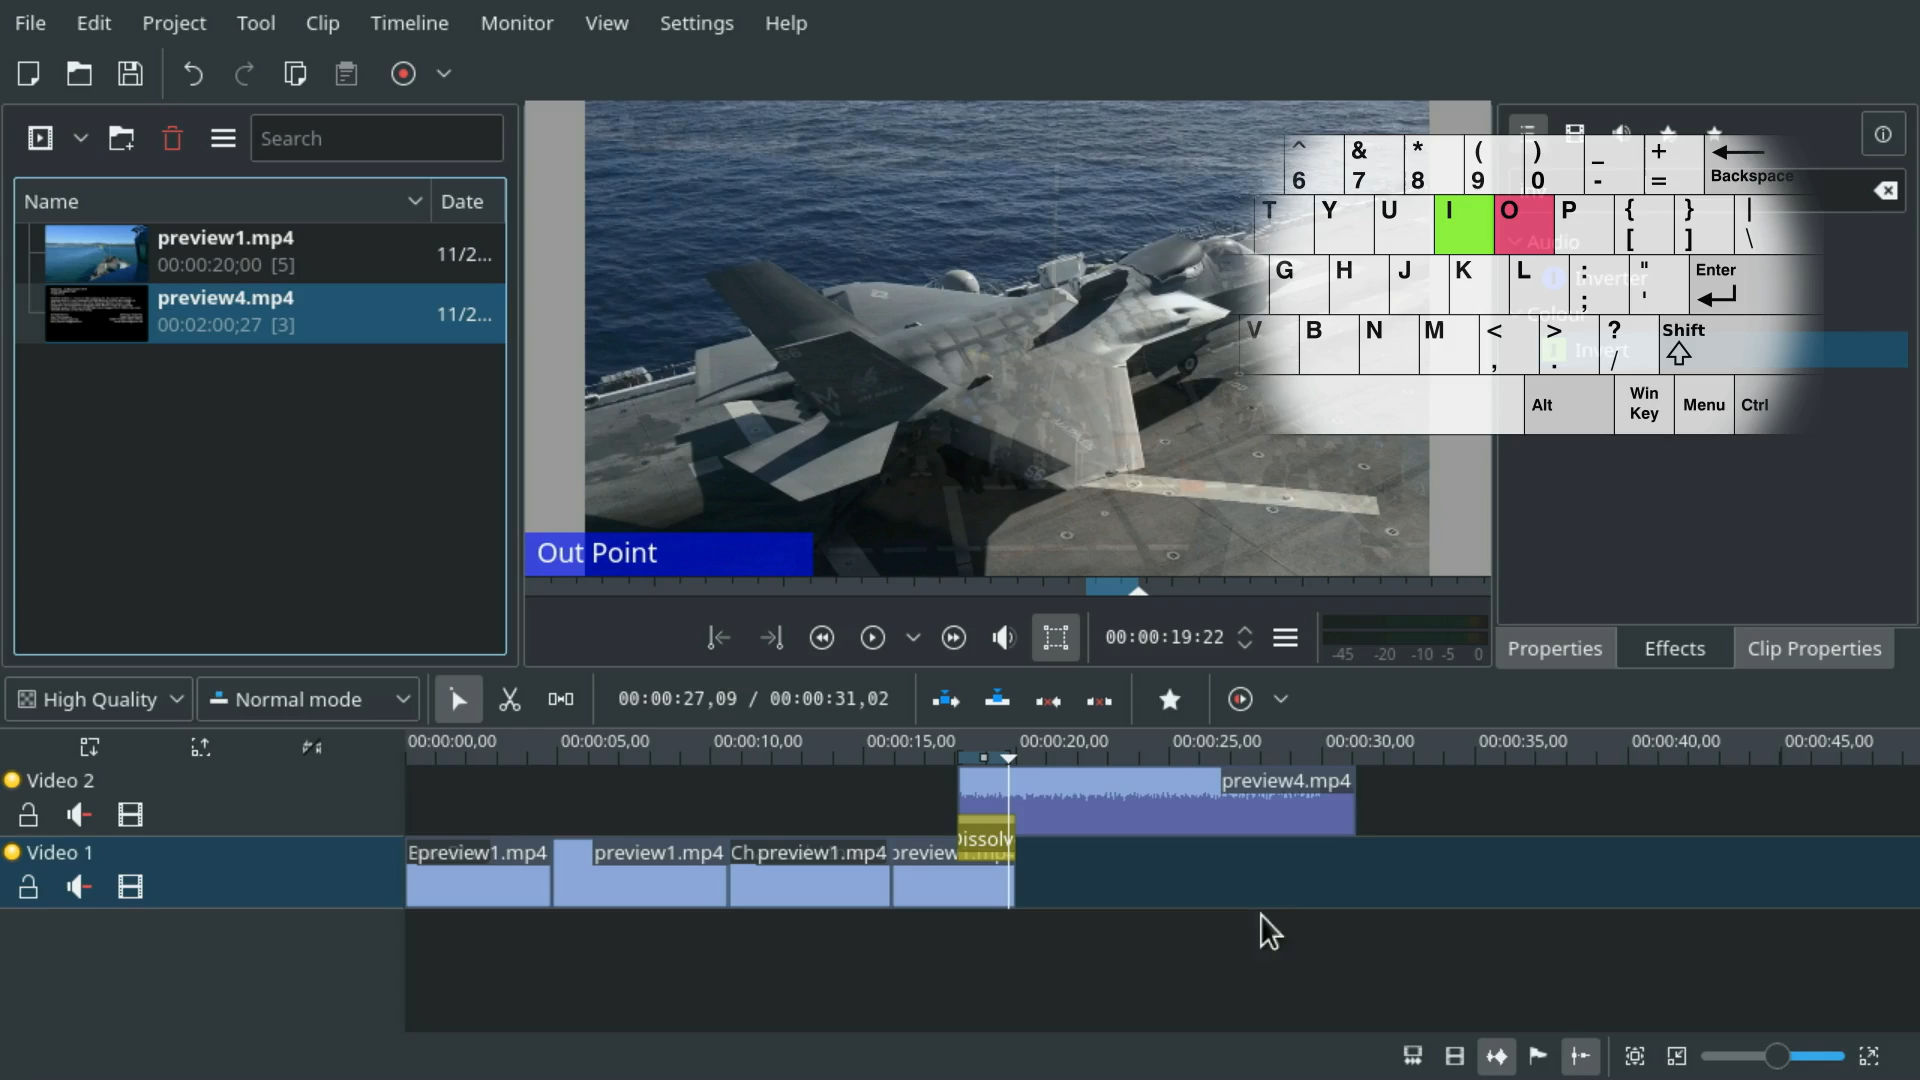 File Edit Project Tool Clip Timeline Monitor View Settings Help
Search
Name Date
preview1.mp4
00:00:20;00 [5] 11/2...
preview4.mp4
00:02:00;27 [3] 11/2...
Out Point
^ & * ( ) _ +
6 7 8 9 0 - = Backspace
T Y U I O P { } |
[ ] \
Audio
G H J K L : " Enter
; '
Inverter
Colour
V B N M < > ? Shift
, . /
Invert
Alt Win Key Menu Ctrl
00:00:19:22
-45 -20 -10 -5 0
Properties Effects Clip Properties
High Quality Normal mode 00:00:27,09 / 00:00:31,02
00:00:00,00 00:00:05,00 00:00:10,00 00:00:15,00 00:00:20,00 00:00:25,00 00:00:30,00 00:00:35,00 00:00:40,00 00:00:45,00
Video 2 preview4.mp4
Dissolv
Video 1 preview1.mp4 preview1.mp4 Ch preview1.mp4